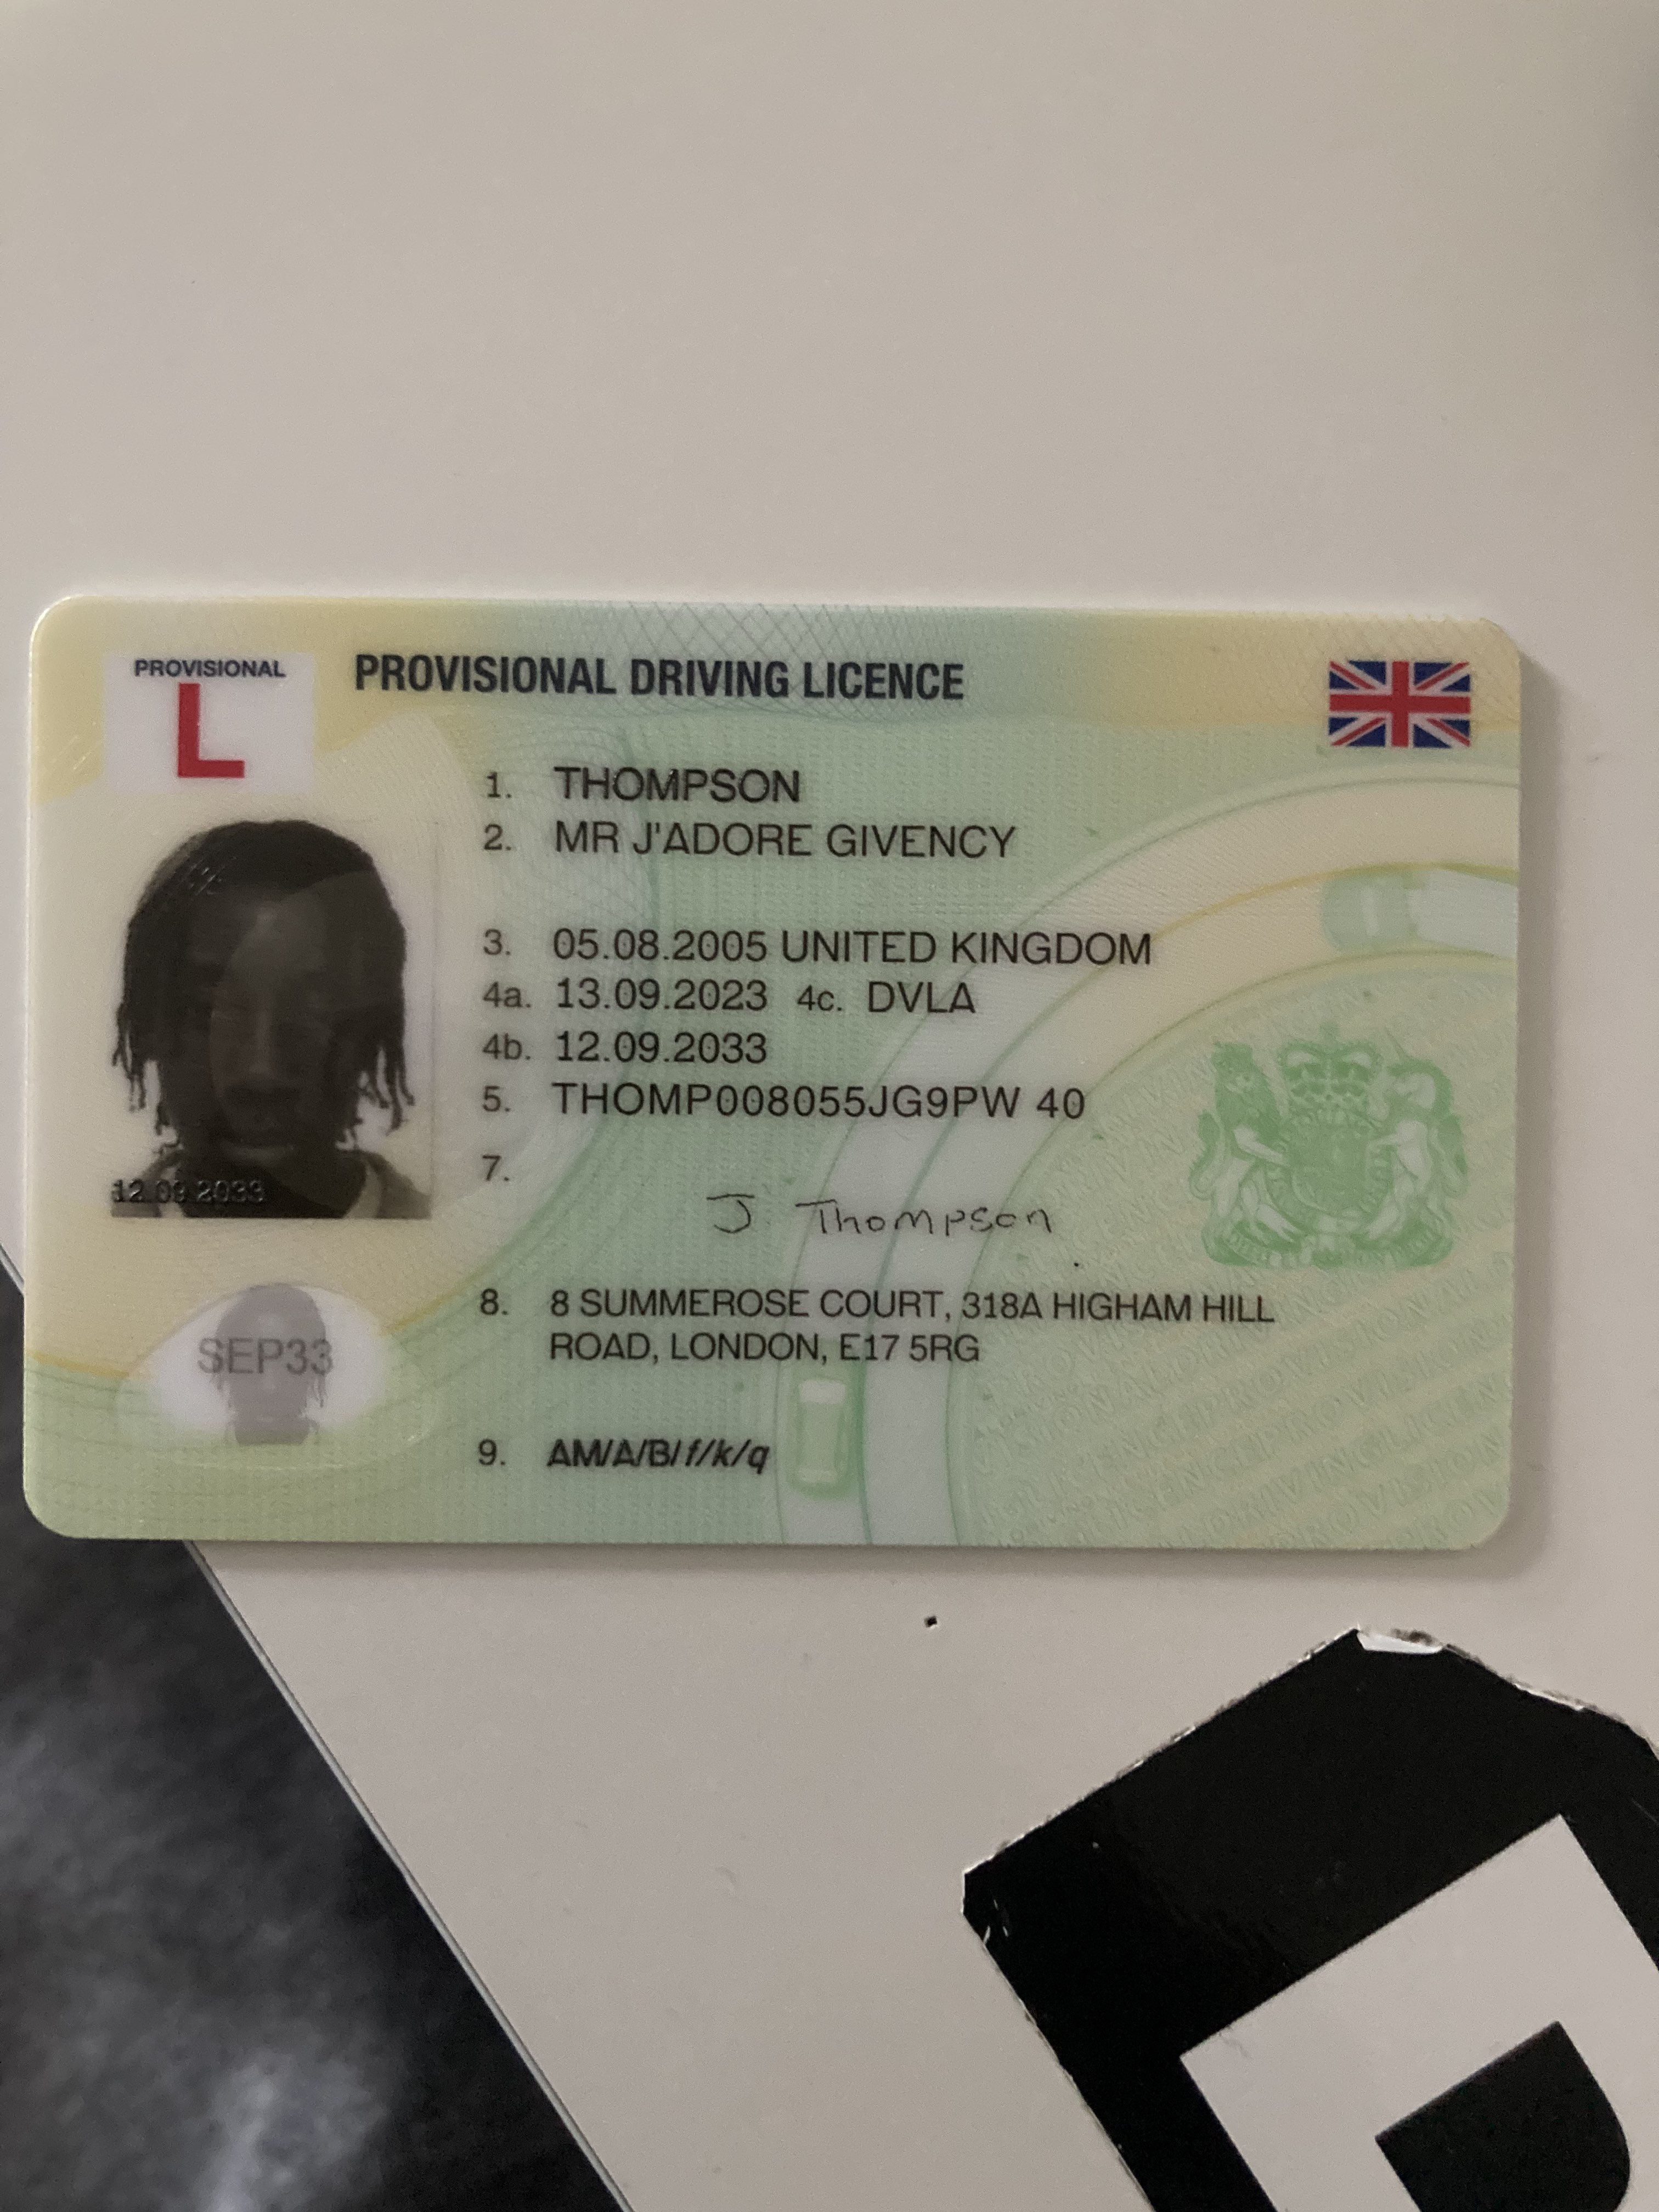 PROVISIONAL
L
PROVISIONAL DRIVING LICENCE
1. THOMPSON
2. MR J'ADORE GIVENCY
3. 05.08.2005 UNITED KINGDOM
4a. 13.09.2023 4c. DVLA
4b. 12.09.2033
5. THOMP008055JG9PW 40
7.
J Thompson
12.09.2033
8. 8 SUMMEROSE COURT, 318A HIGHAM HILL
ROAD, LONDON, E17 5RG
SEP33
9. AM/A/B/f/k/q